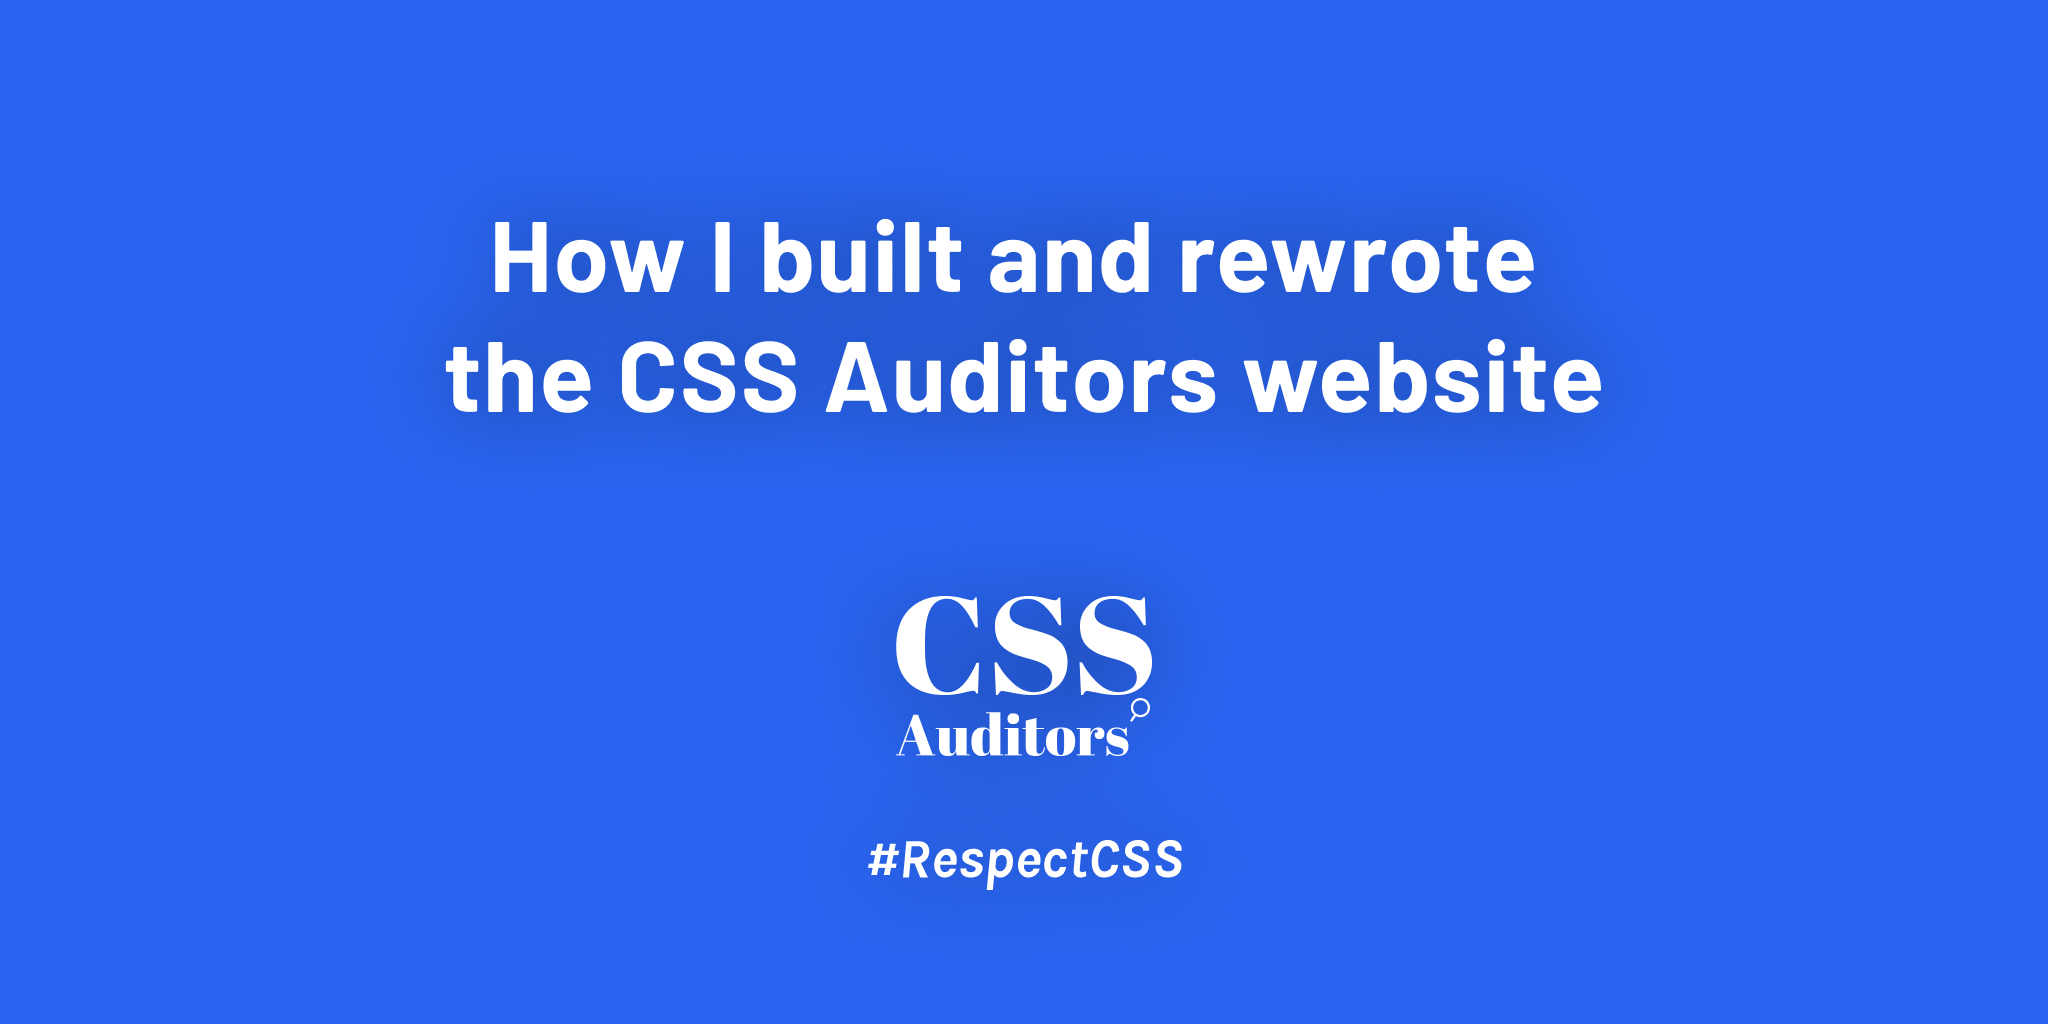 How I built and rewrote
the CSS Auditors website
CSS
Auditors
#RespectCSS